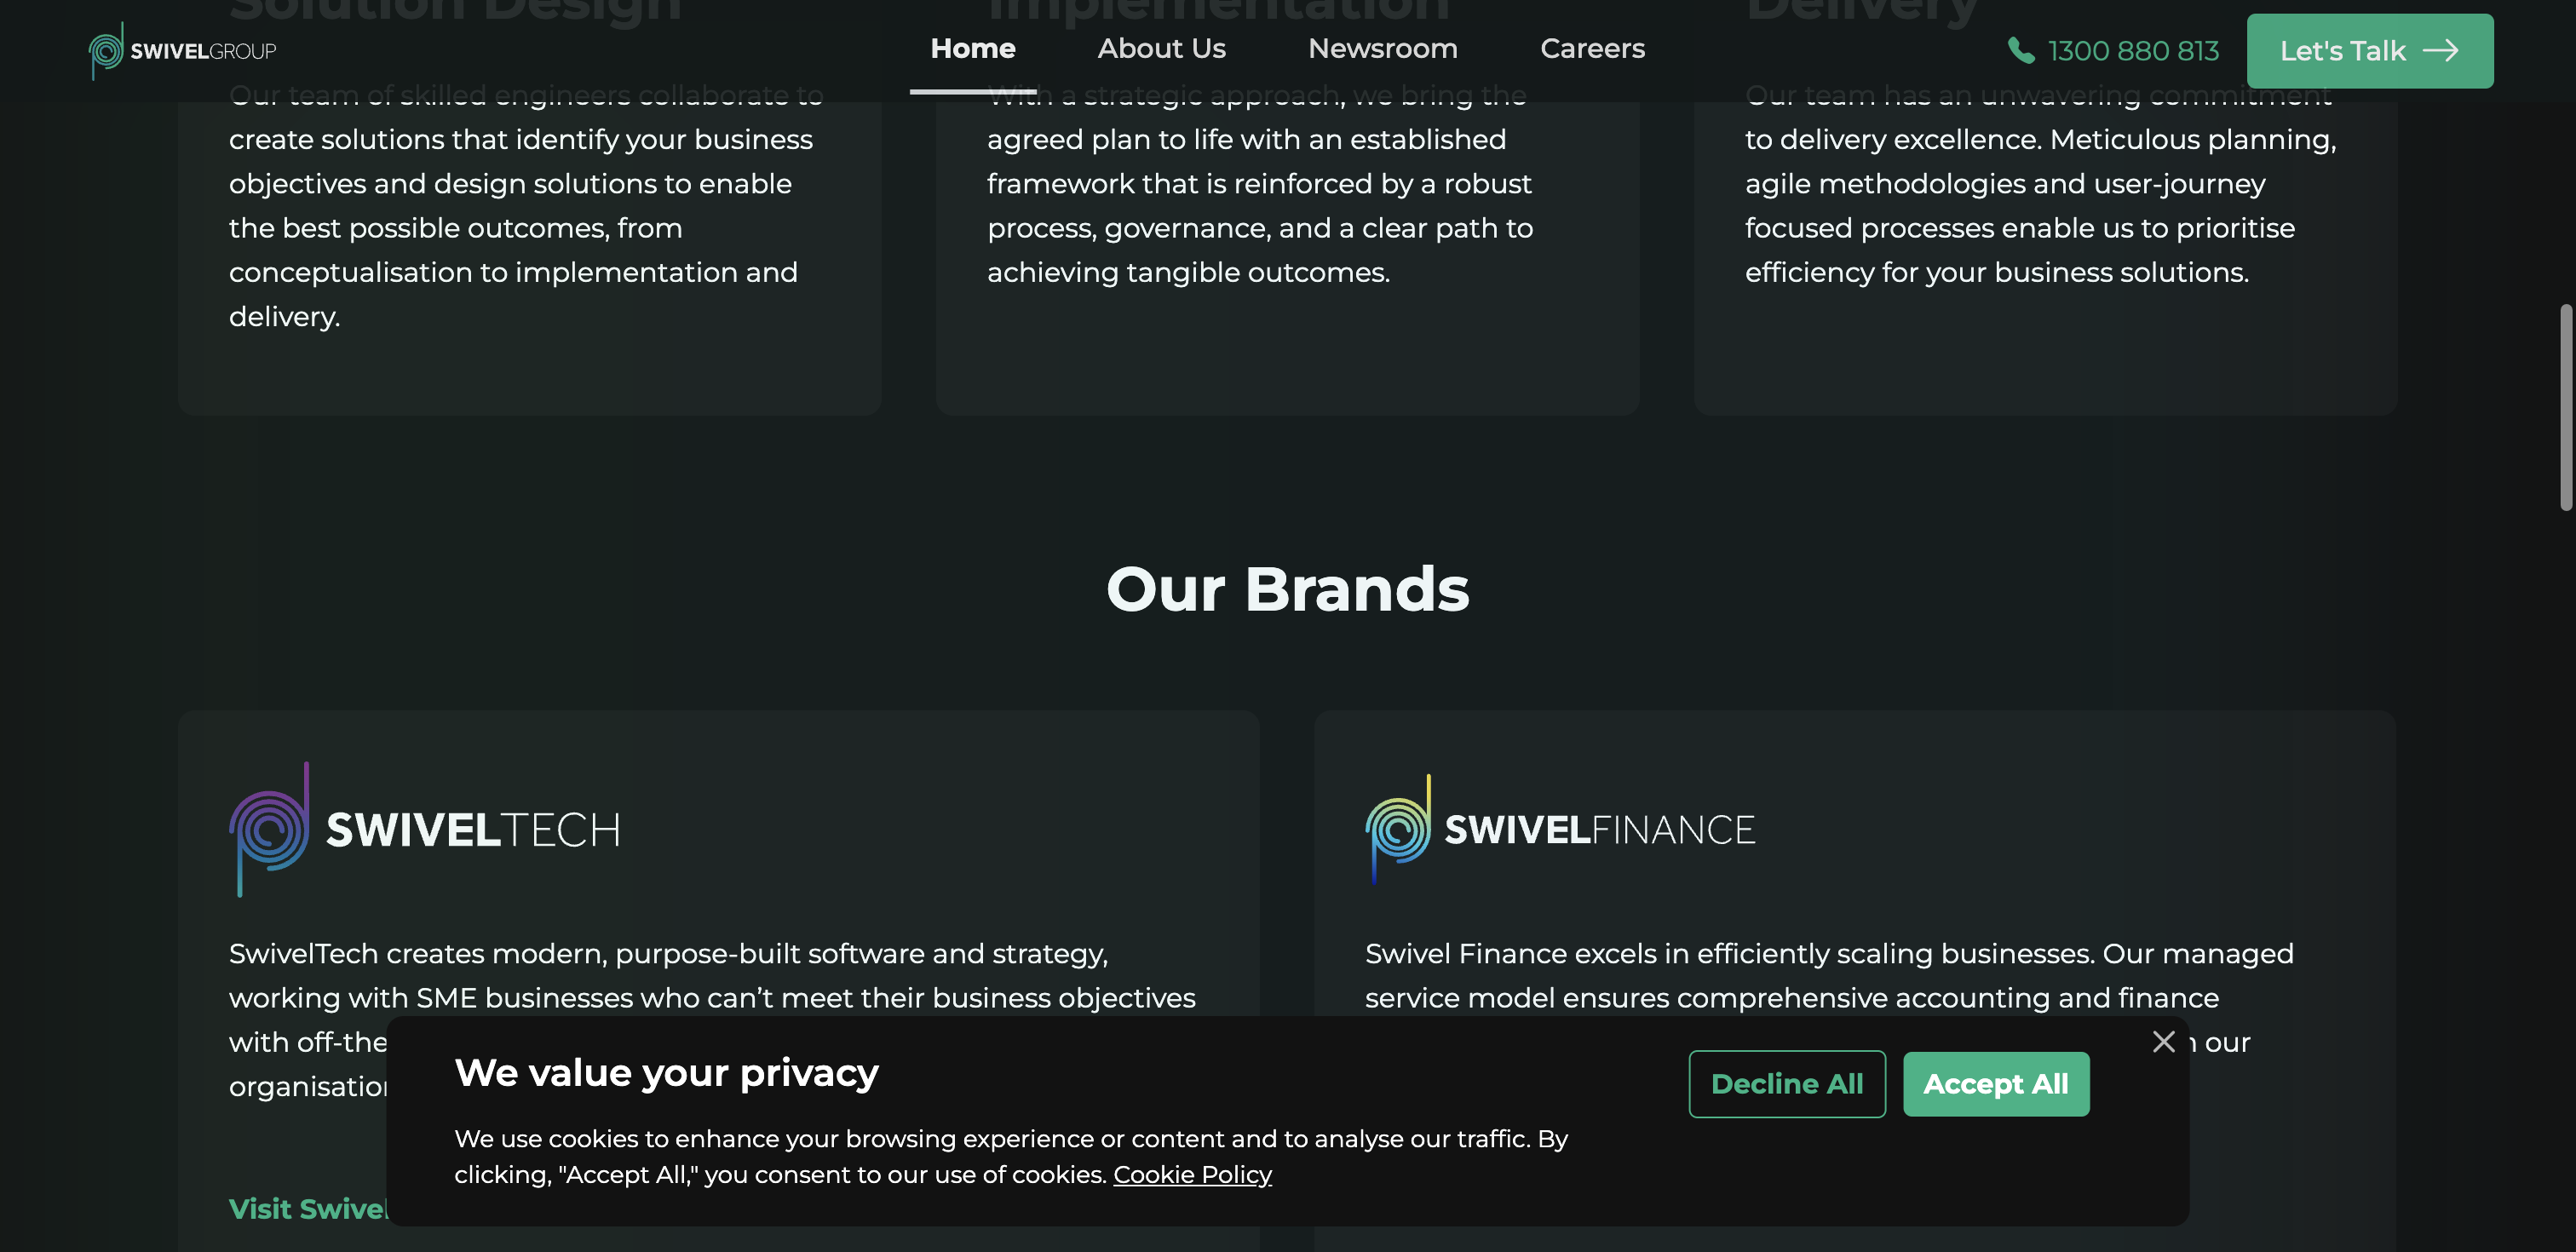 Solution Design
Implementation
Delivery
SWIVELGROUP
Home
About Us
Newsroom
Careers
1300 880 813
Let's Talk
Our team of skilled engineers collaborate to
create solutions that identify your business
objectives and design solutions to enable
the best possible outcomes, from
conceptualisation to implementation and
delivery.
With a strategic approach, we bring the
agreed plan to life with an established
framework that is reinforced by a robust
process, governance, and a clear path to
achieving tangible outcomes.
Our team has an unwavering commitment
to delivery excellence. Meticulous planning,
agile methodologies and user-journey
focused processes enable us to prioritise
efficiency for your business solutions.
Our Brands
SWIVELTECH
SwivelTech creates modern, purpose-built software and strategy,
working with SME businesses who can’t meet their business objectives
with off-the
organisation
Visit Swivel
SWIVELFINANCE
Swivel Finance excels in efficiently scaling businesses. Our managed
service model ensures comprehensive accounting and finance
our
We value your privacy
We use cookies to enhance your browsing experience or content and to analyse our traffic. By
clicking, "Accept All," you consent to our use of cookies. Cookie Policy
Decline All
Accept All